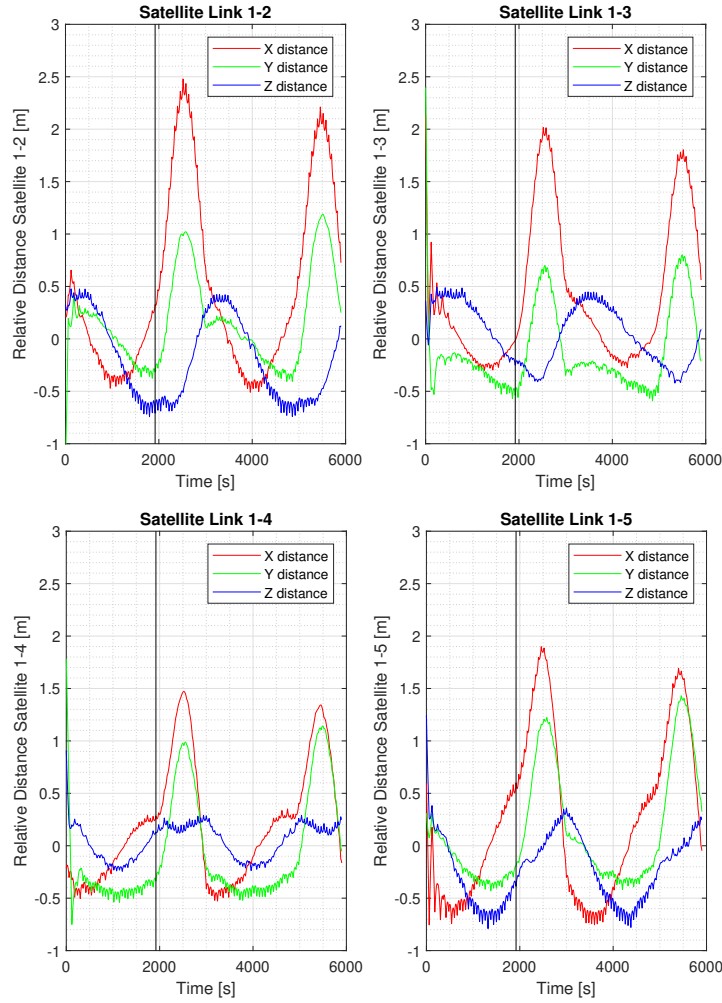 Satellite Link 1-2
Relative Distance Satellite 1-2 [m]
3
2.5
2
1.5
1
0.5
0
-0.5
-1
X distance
Y distance
Z distance
0 2000 4000 6000
Time [s]
Satellite Link 1-3
Relative Distance Satellite 1-3 [m]
3
2.5
2
1.5
1
0.5
0
-0.5
-1
X distance
Y distance
Z distance
0 2000 4000 6000
Time [s]
Satellite Link 1-4
Relative Distance Satellite 1-4 [m]
3
2.5
2
1.5
1
0.5
0
-0.5
-1
X distance
Y distance
Z distance
0 2000 4000 6000
Time [s]
Satellite Link 1-5
Relative Distance Satellite 1-5 [m]
3
2.5
2
1.5
1
0.5
0
-0.5
-1
X distance
Y distance
Z distance
0 2000 4000 6000
Time [s]